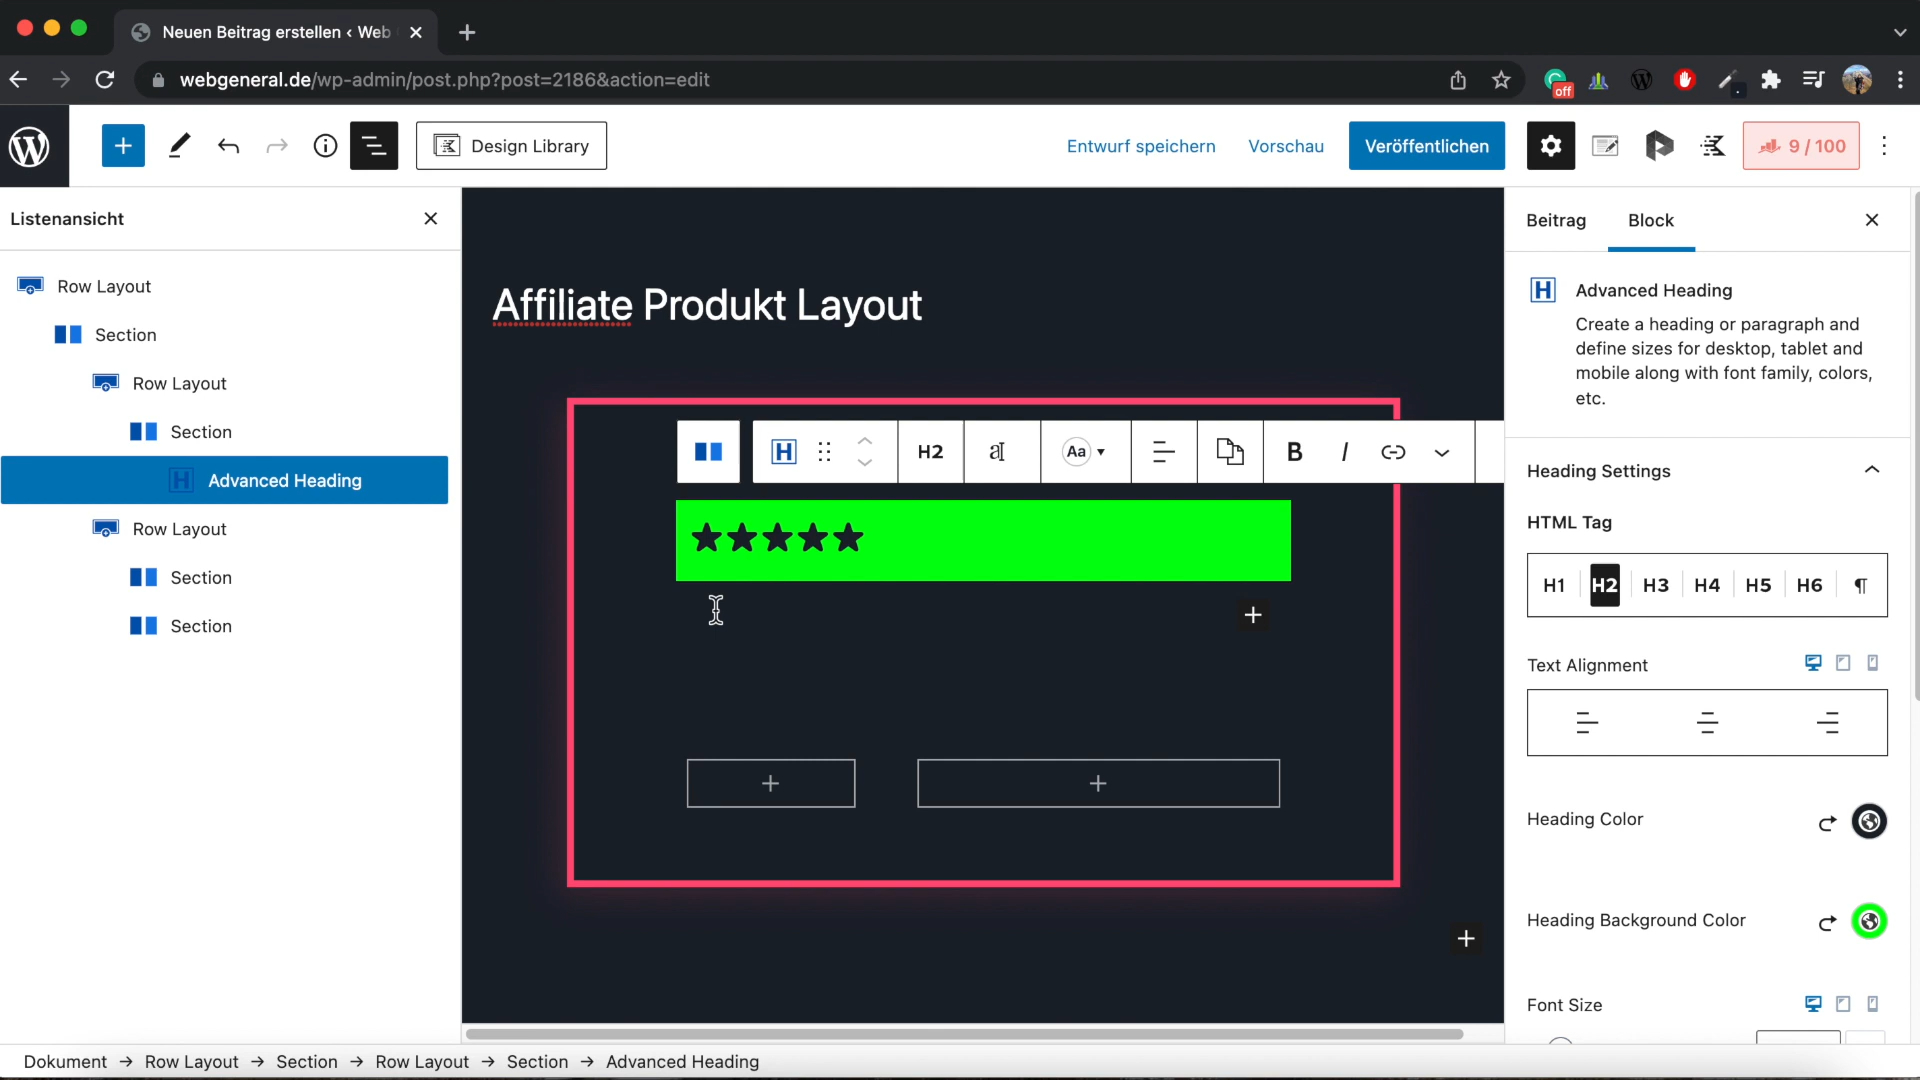 Neuen Beitrag erstellen ‹ Web
webgeneral.de/wp-admin/post.php?post=2186&action=edit
off
Design Library
Entwurf speichern
Vorschau
Veröffentlichen
9 / 100
Listenansicht
Row Layout
Section
Row Layout
Section
Advanced Heading
Row Layout
Section
Section
Affiliate Produkt Layout
H
H2
a
Aa
B
I
★★★★★
Beitrag
Block
H
Advanced Heading
Create a heading or paragraph and
define sizes for desktop, tablet and
mobile along with font family, colors,
etc.
Heading Settings
HTML Tag
H1 H2 H3 H4 H5 H6 ¶
Text Alignment
Heading Color
Heading Background Color
Font Size
Dokument → Row Layout → Section → Row Layout → Section → Advanced Heading